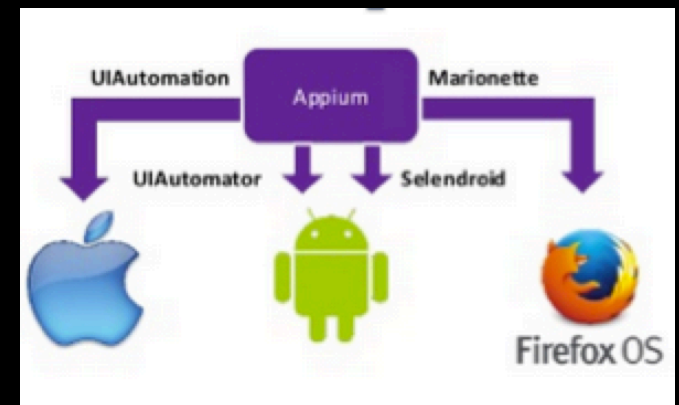 UIAutomation
Appium
Marionette
UIAutomator
Selendroid
Firefox OS